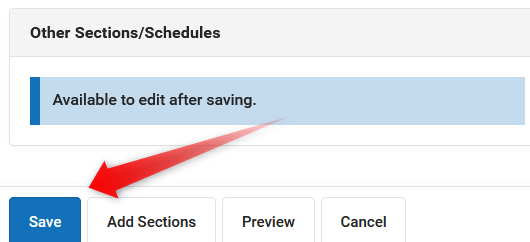 Other Sections/Schedules
Available to edit after saving.
Save Add Sections Preview Cancel